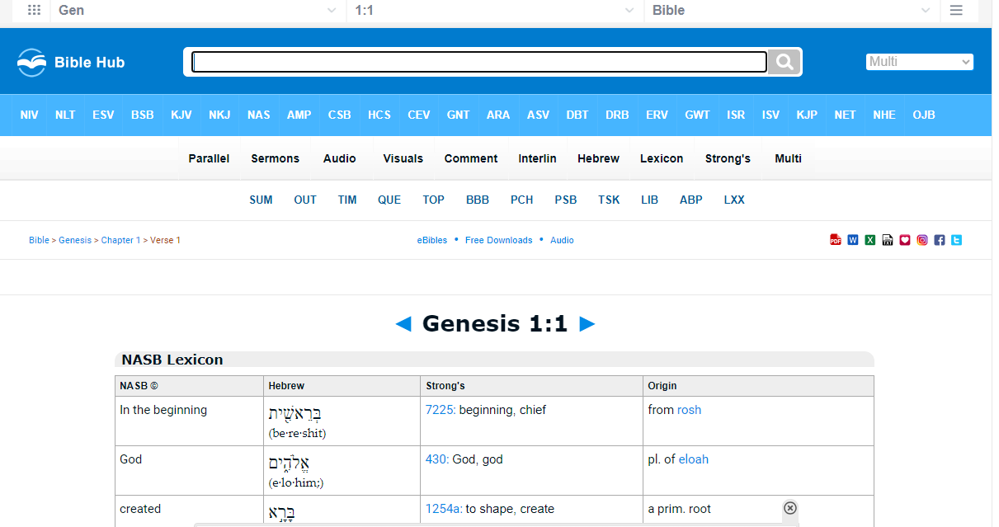 Gen 1:1 Bible
Bible Hub Multi
NIV NLT ESV BSB KJV NKJ NAS AMP CSB HCS CEV GNT ARA ASV DBT DRB ERV GWT ISR ISV KJP NET NHE OJB
Parallel Sermons Audio Visuals Comment Interlin Hebrew Lexicon Strong's Multi
SUM OUT TIM QUE TOP BBB PCH PSB TSK LIB ABP LXX
Bible > Genesis > Chapter 1 > Verse 1 eBibles • Free Downloads • Audio
◄ Genesis 1:1 ►
NASB Lexicon
NASB © Hebrew Strong's Origin
In the beginning בְּרֵאשִׁ֖ית 7225: beginning, chief from rosh
(be·re·shit)
God אֱלֹהִ֑ים 430: God, god pl. of eloah
(e·lo·him;)
created בָּרָ֣א 1254a: to shape, create a prim. root